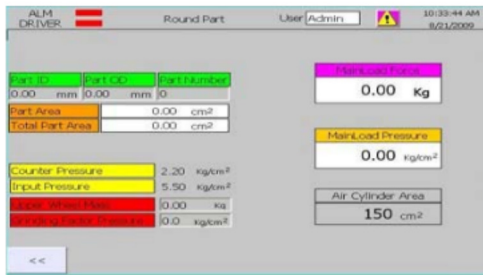 ALM DRIVER
Round Part
User Admin
10:33:44 AM
8/21/2009
Part ID Part OD Part Number
0.00 mm 0.00 mm 0
Part Area 0.00 cm2
Total Part Area 0.00 cm2
MainLoad Force
0.00 Kg
MainLoad Pressure
0.00 Kg/cm2
Counter Pressure 2.20 Kg/cm2
Input Pressure 5.50 Kg/cm2
Upper Wheel Mass 0.00 Kg
Grinding Factor Pressure 0.0 Kg/cm2
Air Cylinder Area
150 cm2
<<